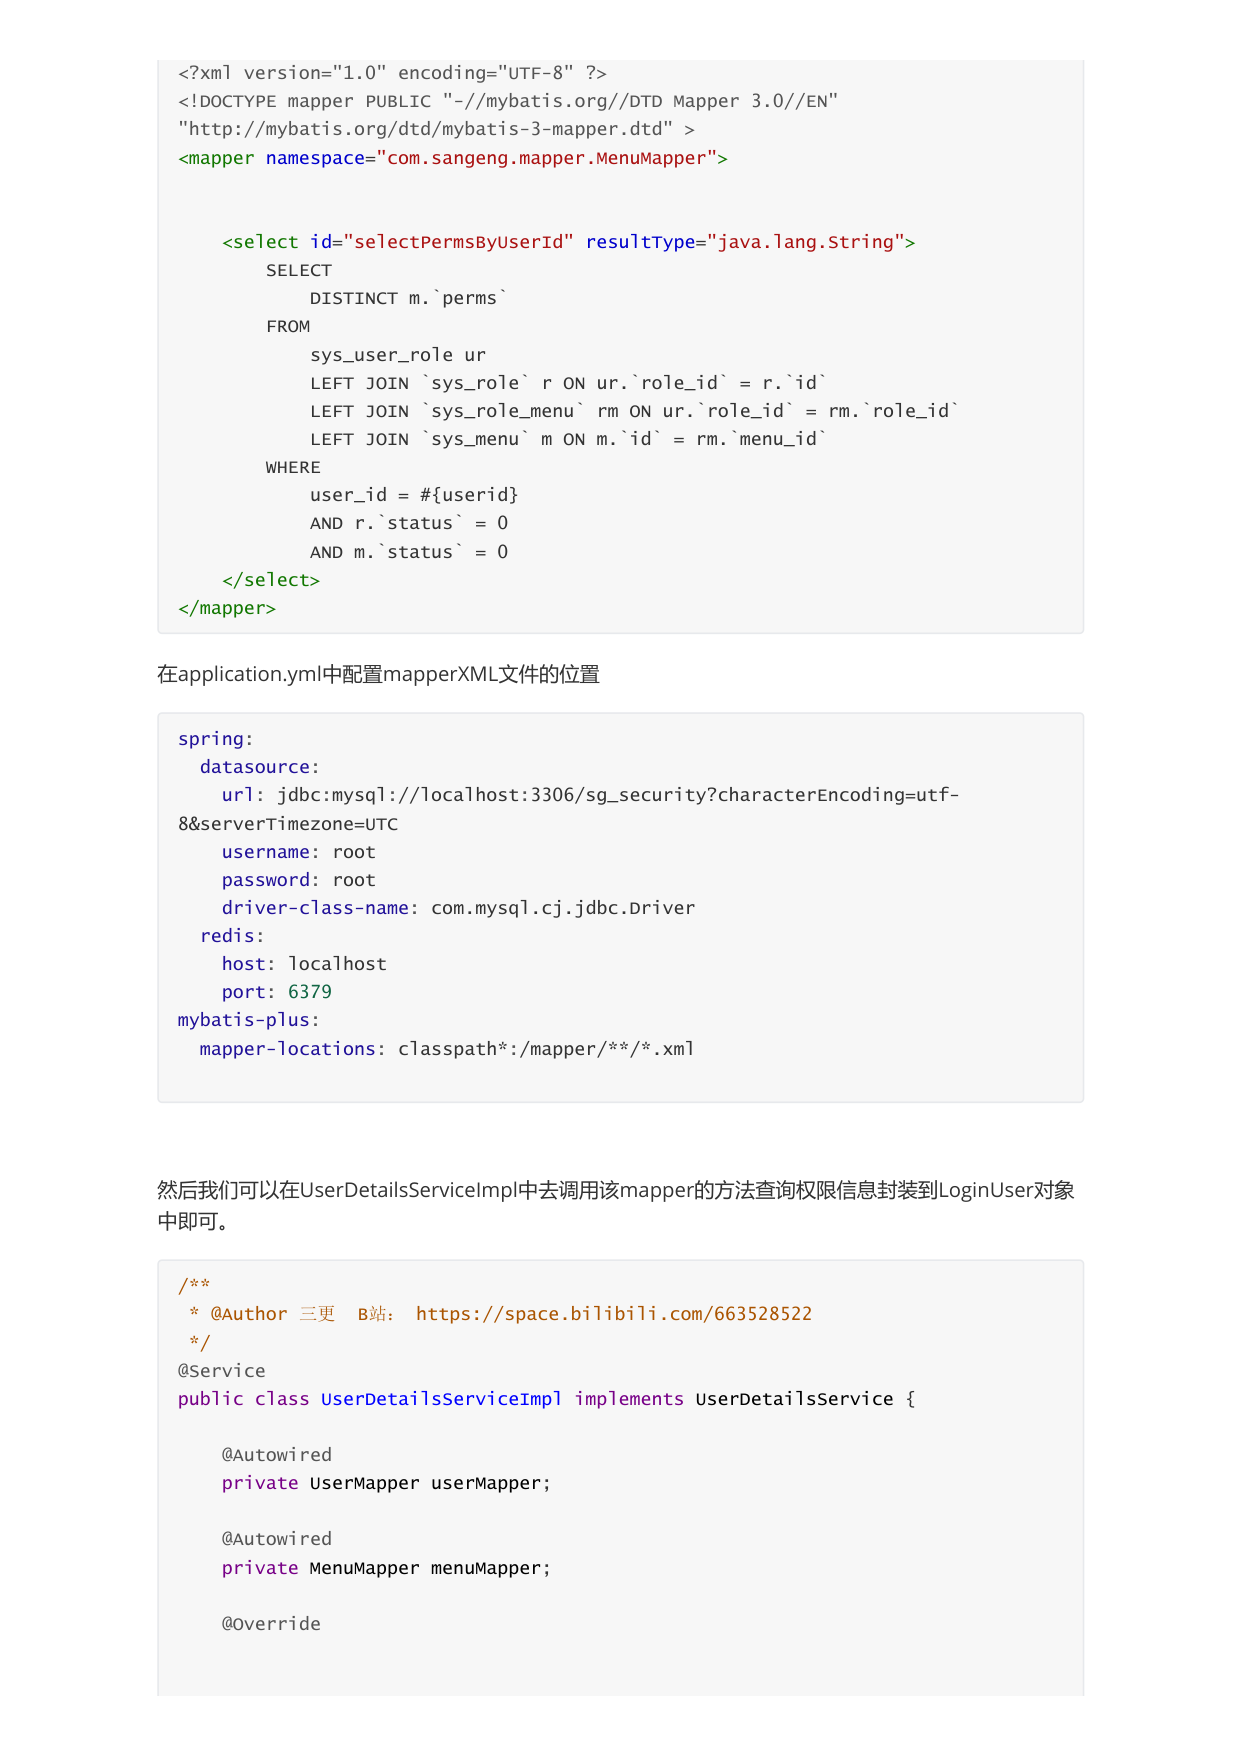 <?xml version="1.0" encoding="UTF-8" ?>
<!DOCTYPE mapper PUBLIC "-//mybatis.org//DTD Mapper 3.0//EN"
"http://mybatis.org/dtd/mybatis-3-mapper.dtd" >
<mapper namespace="com.sangeng.mapper.MenuMapper">
    <select id="selectPermsByUserId" resultType="java.lang.String">
        SELECT
            DISTINCT m.`perms`
        FROM
            sys_user_role ur
            LEFT JOIN `sys_role` r ON ur.`role_id` = r.`id`
            LEFT JOIN `sys_role_menu` rm ON ur.`role_id` = rm.`role_id`
            LEFT JOIN `sys_menu` m ON m.`id` = rm.`menu_id`
        WHERE
            user_id = #{userid}
            AND r.`status` = 0
            AND m.`status` = 0
    </select>
</mapper>
在application.yml中配置mapperXML文件的位置
spring:
  datasource:
    url: jdbc:mysql://localhost:3306/sg_security?characterEncoding=utf-
8&serverTimezone=UTC
    username: root
    password: root
    driver-class-name: com.mysql.cj.jdbc.Driver
  redis:
    host: localhost
    port: 6379
mybatis-plus:
  mapper-locations: classpath*:/mapper/**/*.xml
然后我们可以在UserDetailsServiceImpl中去调用该mapper的方法查询权限信息封装到LoginUser对象
中即可。
/**
 * @Author 三更  B站： https://space.bilibili.com/663528522
 */
@Service
public class UserDetailsServiceImpl implements UserDetailsService {
    @Autowired
    private UserMapper userMapper;
    @Autowired
    private MenuMapper menuMapper;
    @Override